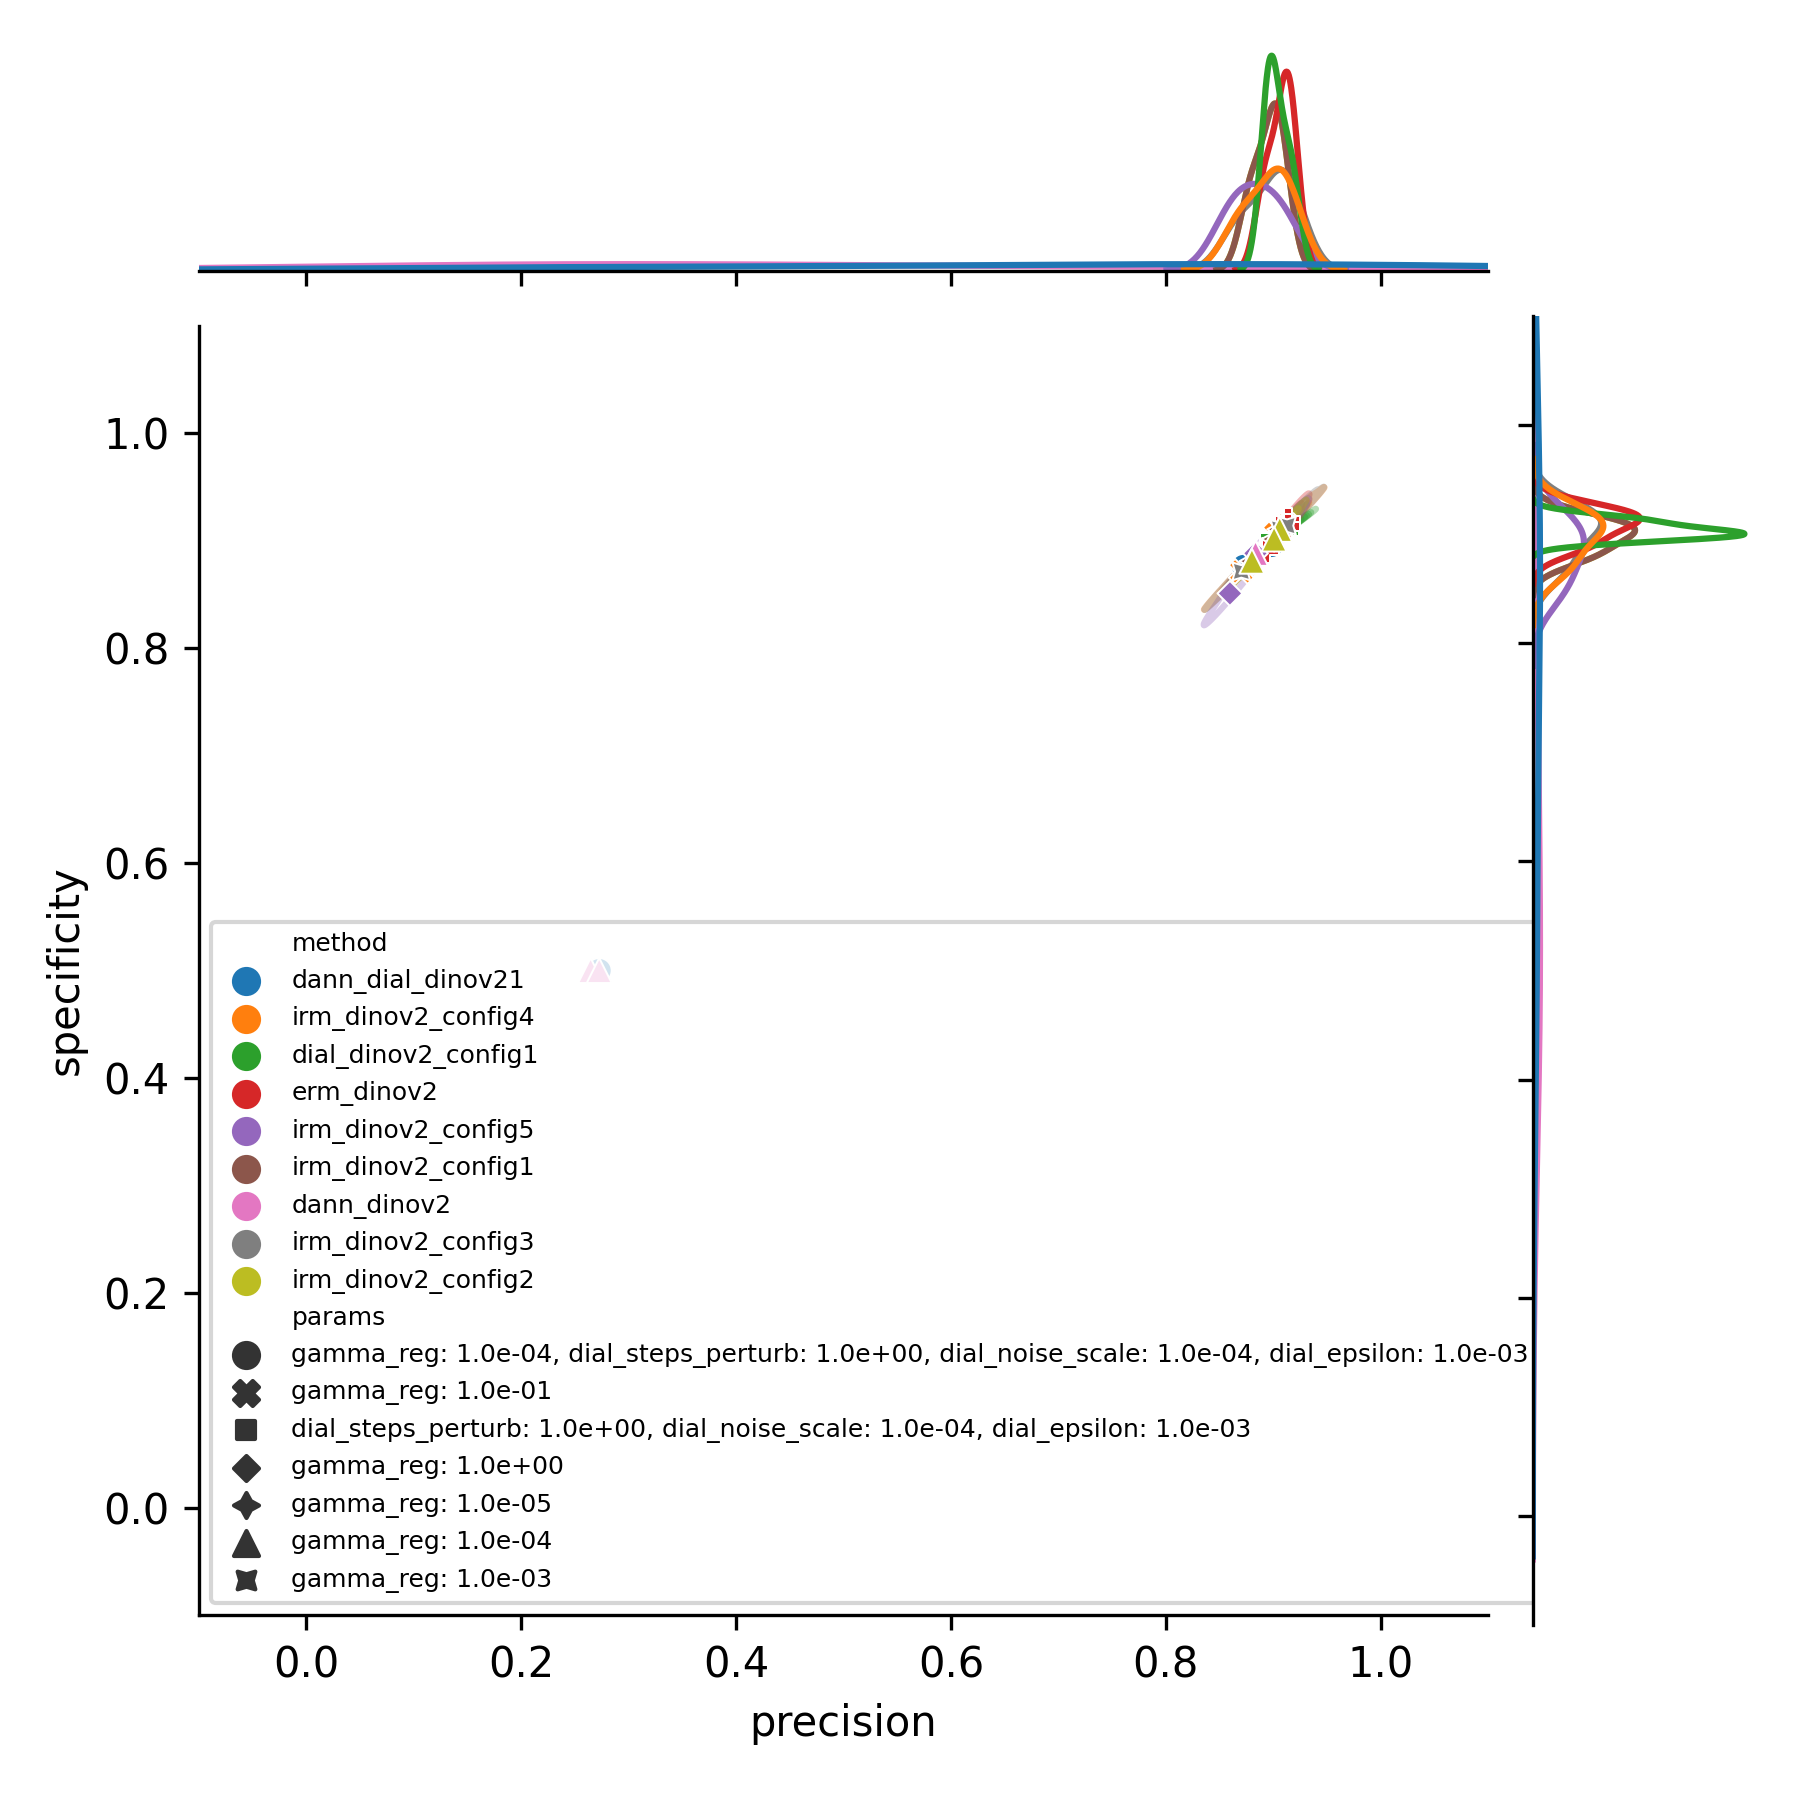 1.0
0.8
0.6
0.4
0.2
0.0
specificity
method
dann_dial_dinov21
irm_dinov2_config4
dial_dinov2_config1
erm_dinov2
irm_dinov2_config5
irm_dinov2_config1
dann_dinov2
irm_dinov2_config3
irm_dinov2_config2
params
gamma_reg: 1.0e-04, dial_steps_perturb: 1.0e+00, dial_noise_scale: 1.0e-04, dial_epsilon: 1.0e-03
gamma_reg: 1.0e-01
dial_steps_perturb: 1.0e+00, dial_noise_scale: 1.0e-04, dial_epsilon: 1.0e-03
gamma_reg: 1.0e+00
gamma_reg: 1.0e-05
gamma_reg: 1.0e-04
gamma_reg: 1.0e-03
0.0 0.2 0.4 0.6 0.8 1.0
precision